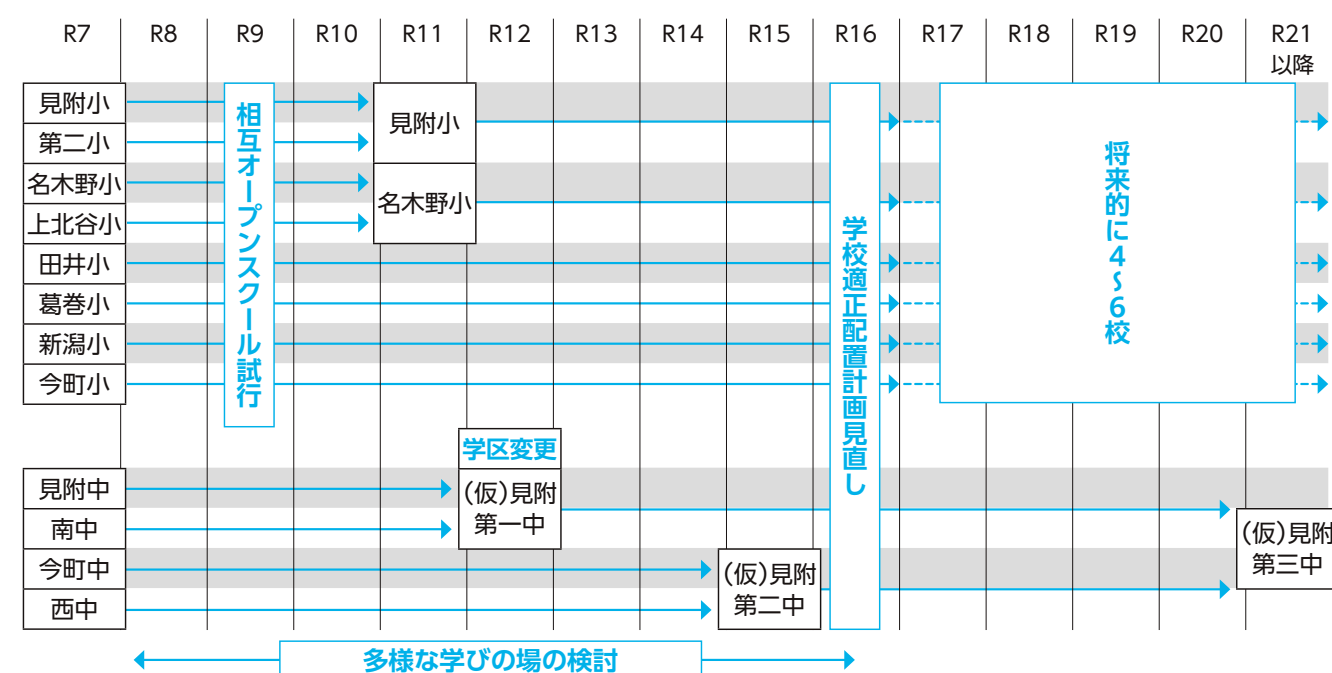 R7 R8 R9 R10 R11 R12 R13 R14 R15 R16 R17 R18 R19 R20 R21
以降
見附小
第二小
名木野小
上北谷小
田井小
葛巻小
新潟小
今町小
相互オープンスクール試行
見附小
名木野小
学校適正配置計画見直し
将来的に4~6校
学区変更
見附中
南中
今町中
西中
(仮)見附
第一中
(仮)見附
第二中
(仮)見附
第三中
多様な学びの場の検討